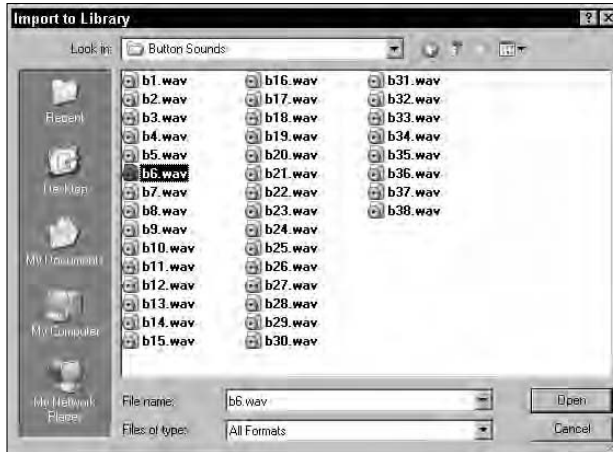 Import to Library
Look in: Button Sounds
Recent
Desktop
My Documents
My Computer
My Network Places
b1.wav
b2.wav
b3.wav
b4.wav
b5.wav
b6.wav
b7.wav
b8.wav
b9.wav
b10.wav
b11.wav
b12.wav
b13.wav
b14.wav
b15.wav
b16.wav
b17.wav
b18.wav
b19.wav
b20.wav
b21.wav
b22.wav
b23.wav
b24.wav
b25.wav
b26.wav
b27.wav
b28.wav
b29.wav
b30.wav
b31.wav
b32.wav
b33.wav
b34.wav
b35.wav
b36.wav
b37.wav
b38.wav
File name: b6.wav
Open
Files of type: All Formats
Cancel